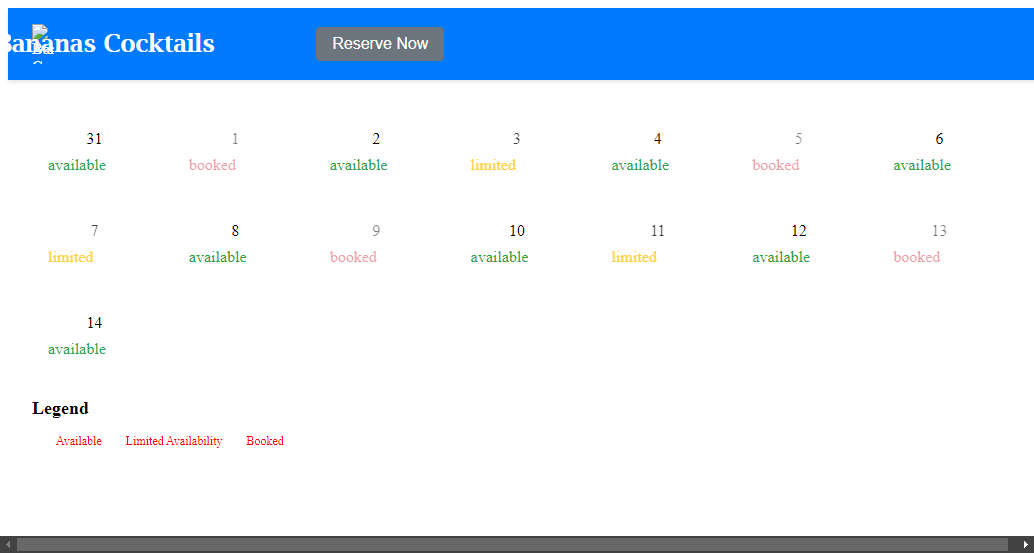 Bananas Cocktails
Reserve Now
31 1 2 3 4 5 6
available booked available limited available booked available
7 8 9 10 11 12 13
limited available booked available limited available booked
14
available
Legend
Available Limited Availability Booked